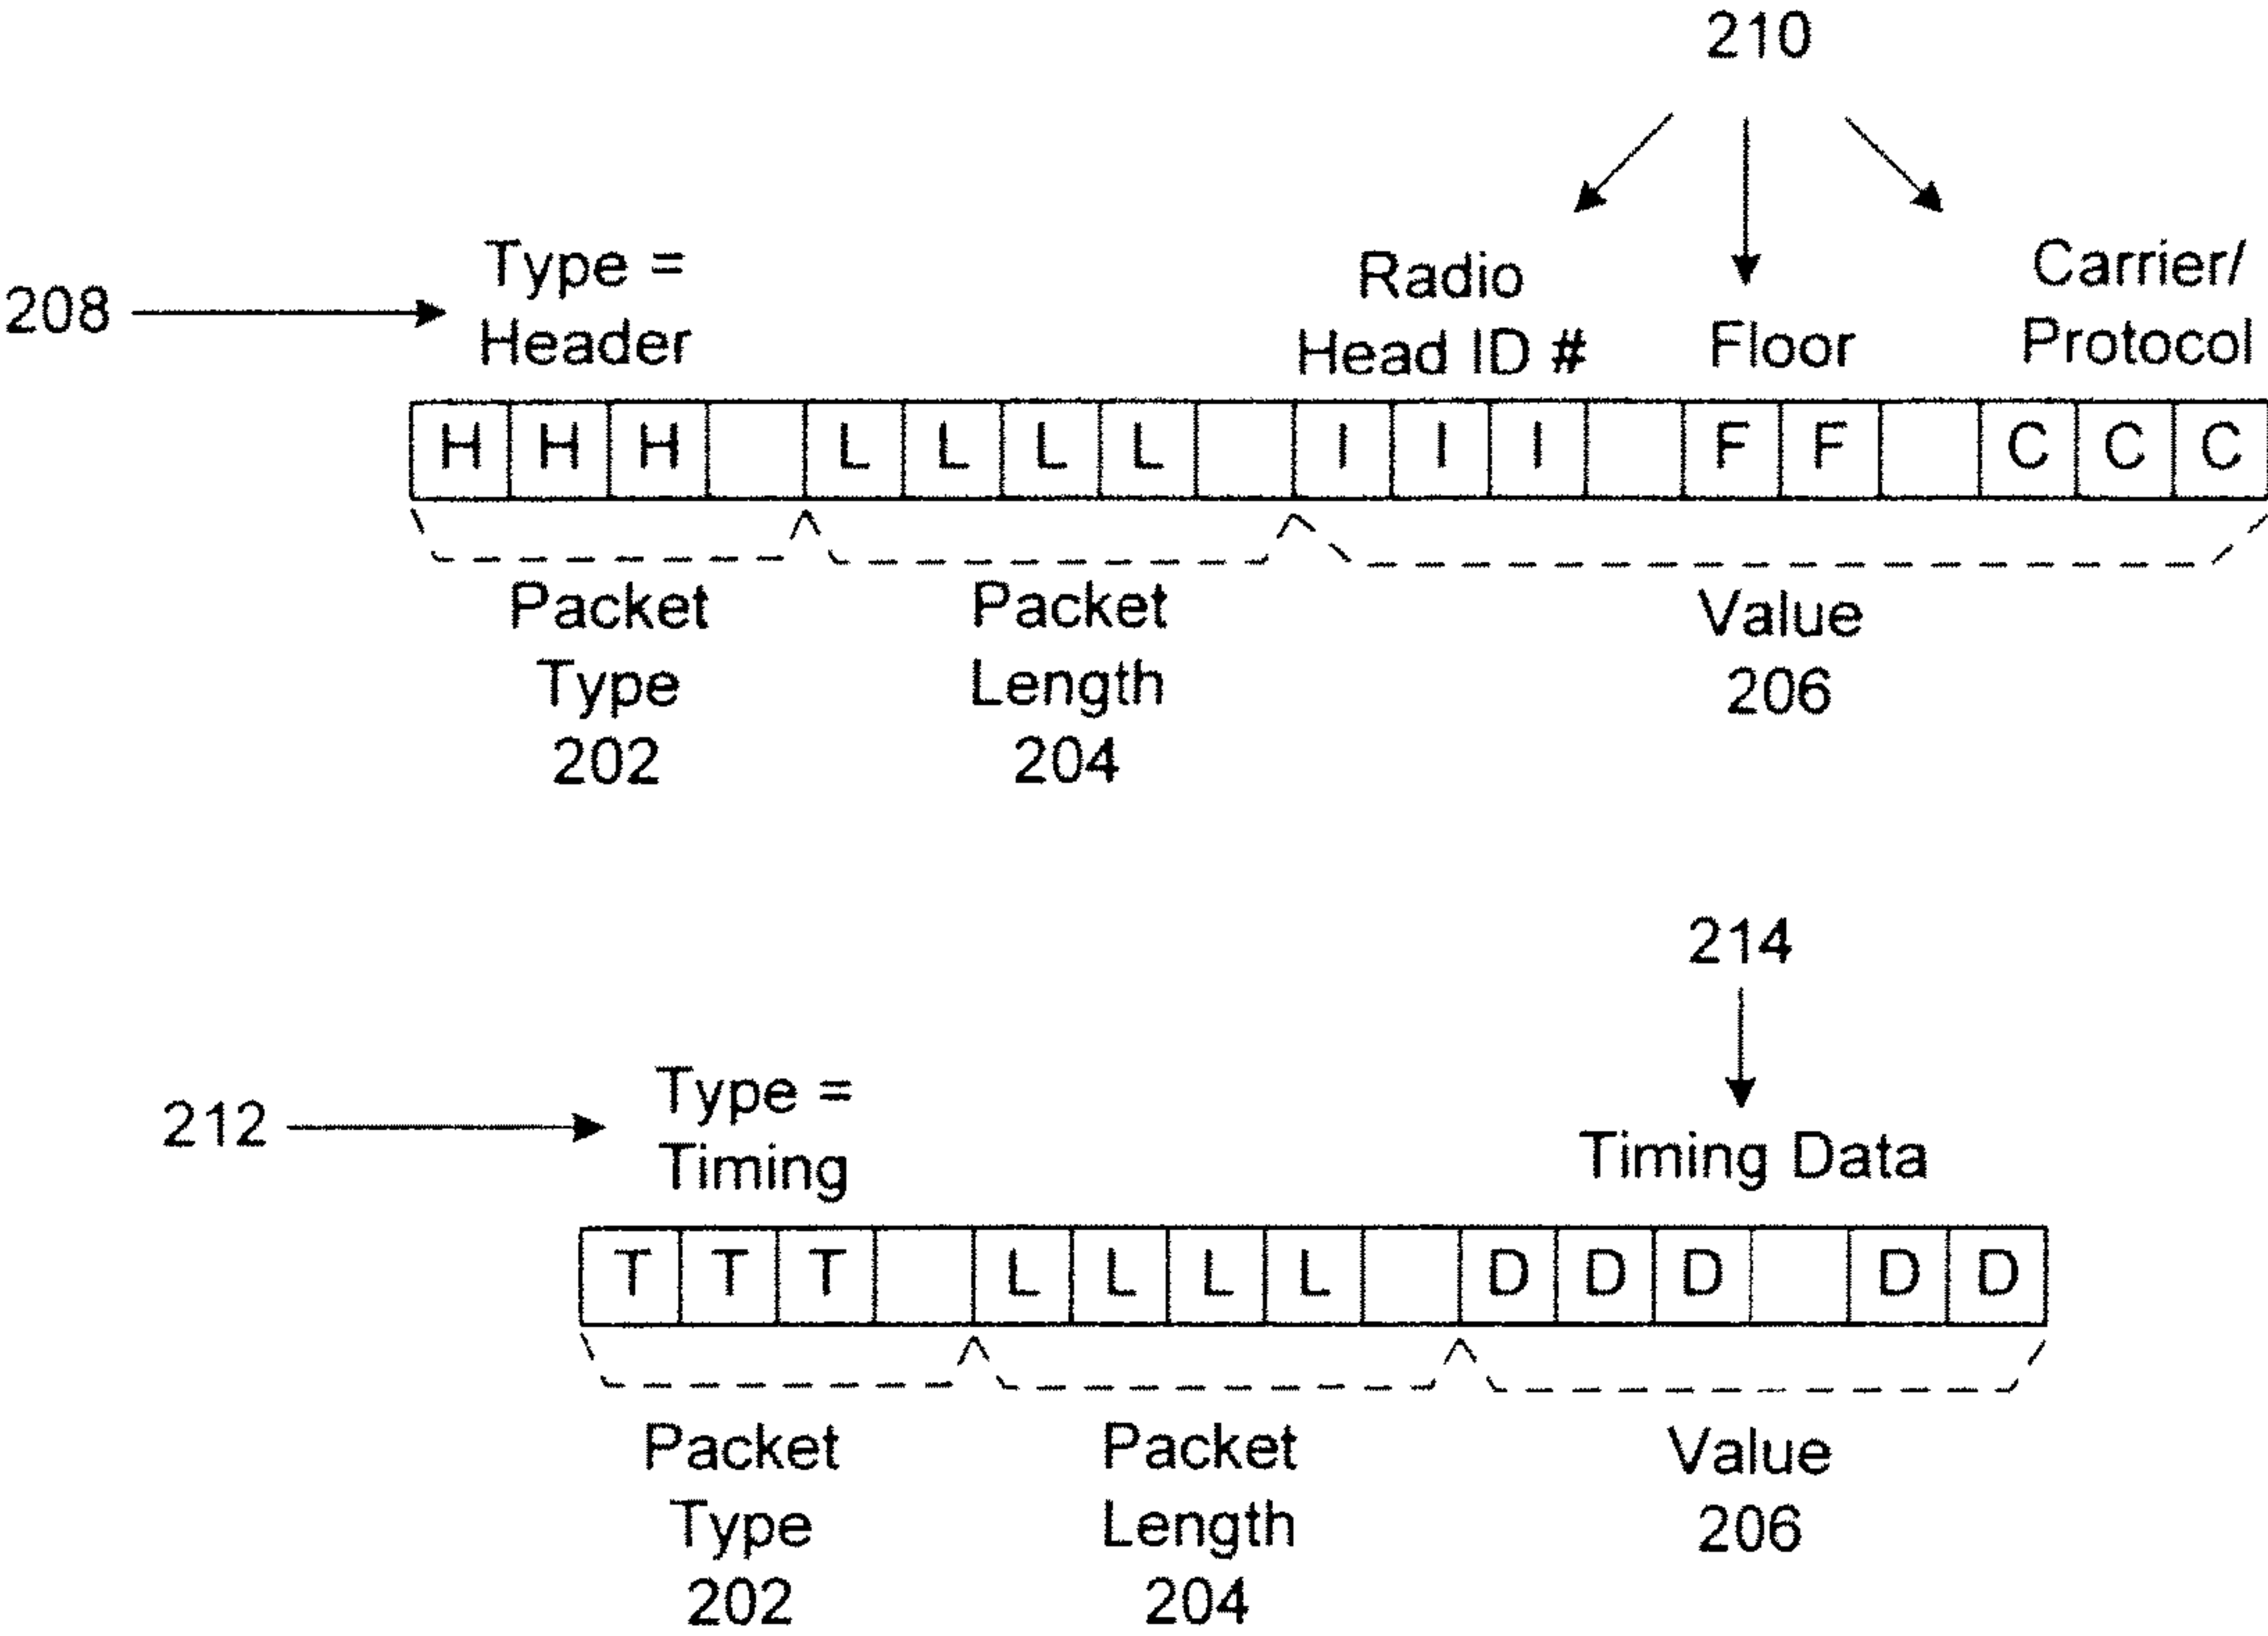 210
208
Type =
Header
Radio
Head ID #
Floor
Carrier/
Protocol
H H H L L L L I I I F F C C C
Packet
Type
202
Packet
Length
204
Value
206
214
212
Type =
Timing
Timing Data
T T T L L L L D D D D D
Packet
Type
202
Packet
Length
204
Value
206